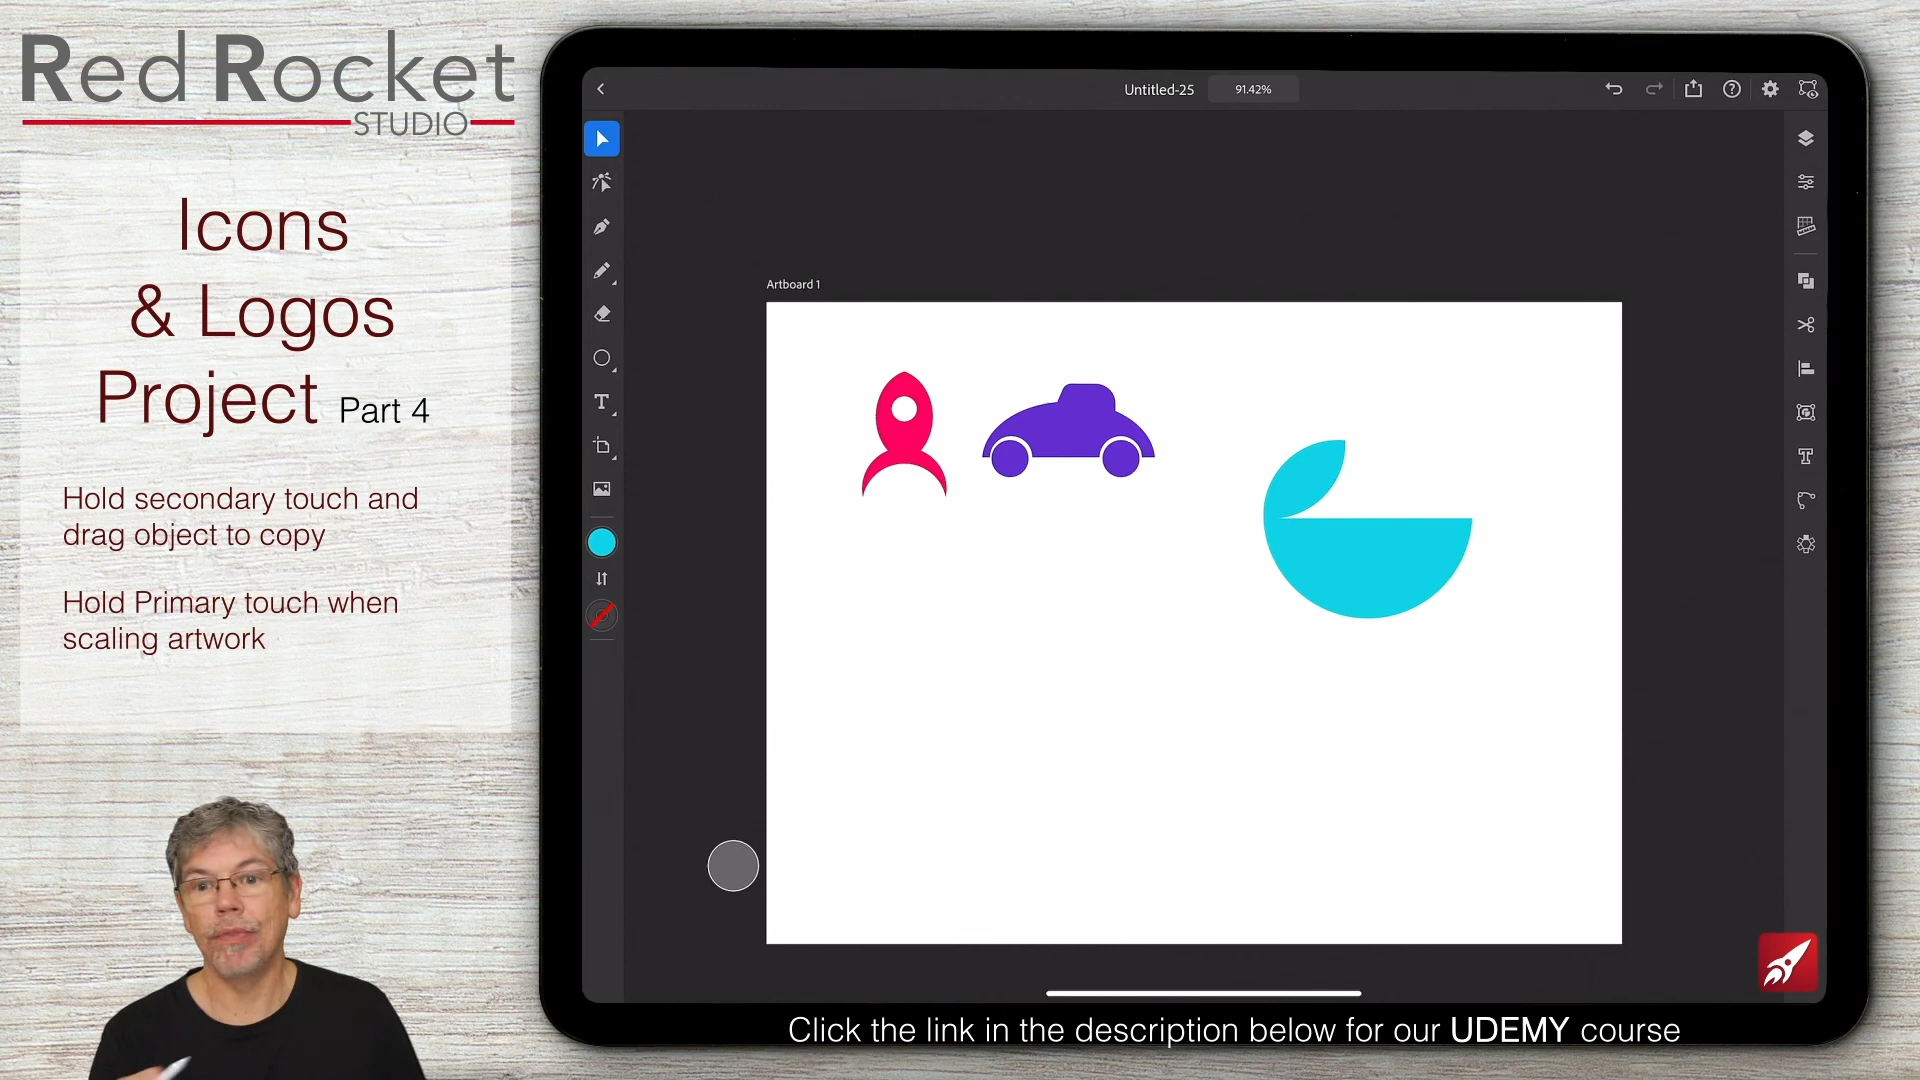 Red Rocket
STUDIO
Icons
& Logos
Project Part 4
Hold secondary touch and
drag object to copy
Hold Primary touch when
scaling artwork
Untitled-25
91.42%
Artboard 1
Click the link in the description below for our UDEMY course